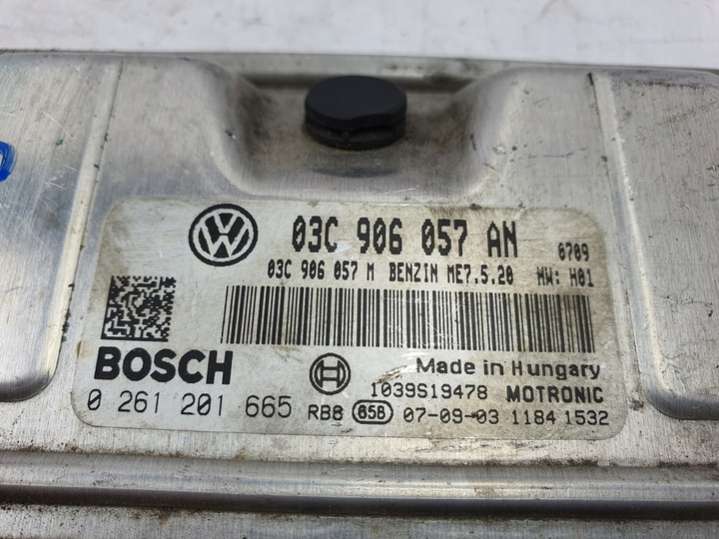 03C 906 057 AN 6709
03C 906 057 M BENZIN ME7.5.20 HW: H01
BOSCH Made in Hungary
1039S19478 MOTRONIC
0 261 201 665 RB8 858 07-09-03 1184 1532